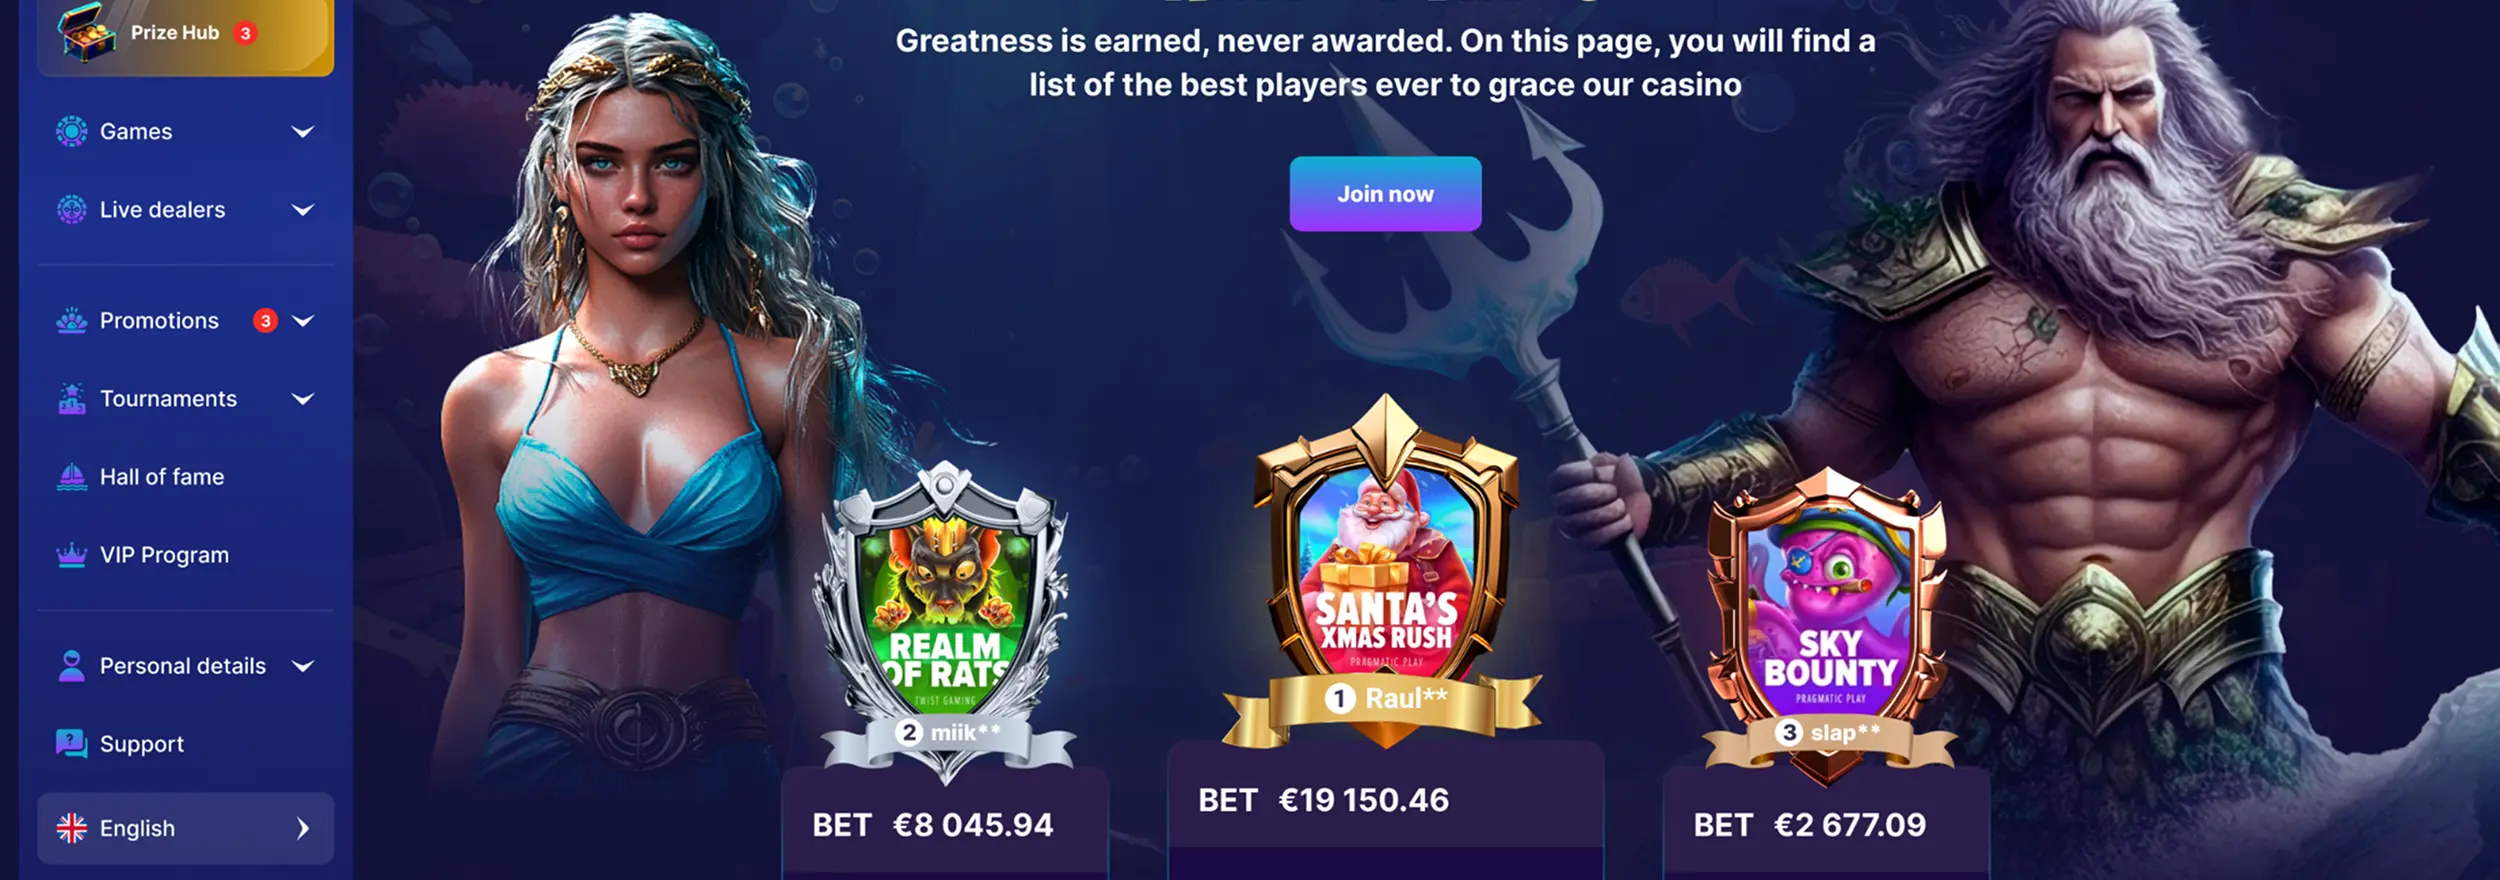 Prize Hub 3
Games
Live dealers
Promotions 3
Tournaments
Hall of fame
VIP Program
Personal details
Support
English
Greatness is earned, never awarded. On this page, you will find a
list of the best players ever to grace our casino
Join now
REALM
OF RATS
TWIST GAMING
2 miik**
BET €8 045.94
SANTA'S
XMAS RUSH
PRAGMATIC PLAY
1 Raul**
BET €19 150.46
SKY
BOUNTY
PRAGMATIC PLAY
3 slap**
BET €2 677.09